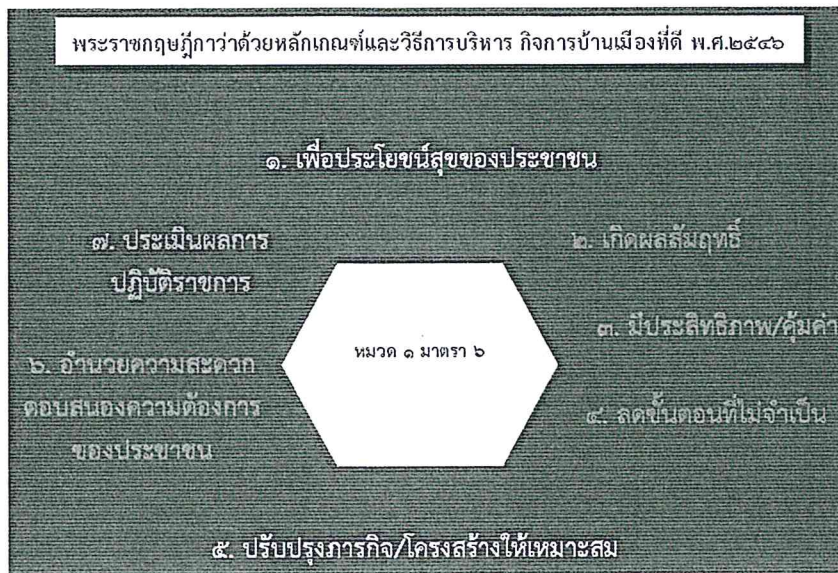 พระราชกฤษฎีกาว่าด้วยหลักเกณฑ์และวิธีการบริหาร กิจการบ้านเมืองที่ดี พ.ศ.๒๕๔๖
๑. เพื่อประโยชน์สุขของประชาชน
๒. เกิดผลสัมฤทธิ์
๓. มีประสิทธิภาพ/คุ้มค่า
๔. ลดขั้นตอนที่ไม่จำเป็น
๕. ปรับปรุงภารกิจ/โครงสร้างให้เหมาะสม
๖. อำนวยความสะดวก
ตอบสนองความต้องการ
ของประชาชน
๗. ประเมินผลการ
ปฏิบัติราชการ
หมวด ๑ มาตรา ๖